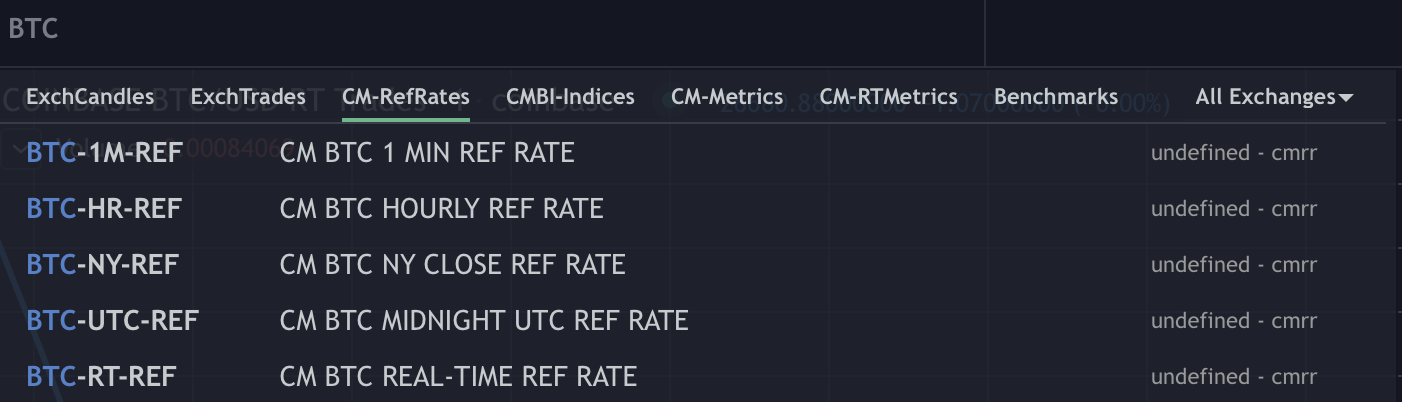 BTC
ExchCandles ExchTrades CM-RefRates CMBI-Indices CM-Metrics CM-RTMetrics Benchmarks All Exchanges
BTC-1M-REF CM BTC 1 MIN REF RATE undefined - cmrr
BTC-HR-REF CM BTC HOURLY REF RATE undefined - cmrr
BTC-NY-REF CM BTC NY CLOSE REF RATE undefined - cmrr
BTC-UTC-REF CM BTC MIDNIGHT UTC REF RATE undefined - cmrr
BTC-RT-REF CM BTC REAL-TIME REF RATE undefined - cmrr